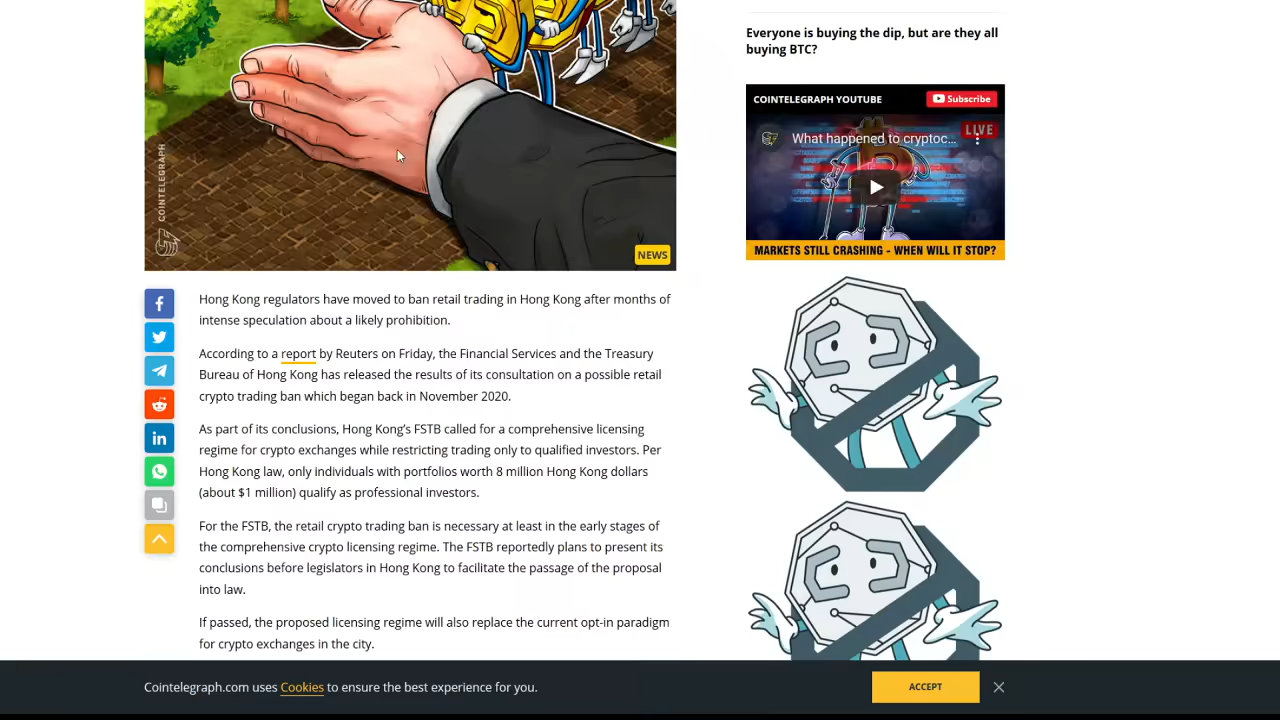 COINTELEGRAPH
NEWS
Hong Kong regulators have moved to ban retail trading in Hong Kong after months of
intense speculation about a likely prohibition.
According to a report by Reuters on Friday, the Financial Services and the Treasury
Bureau of Hong Kong has released the results of its consultation on a possible retail
crypto trading ban which began back in November 2020.
As part of its conclusions, Hong Kong’s FSTB called for a comprehensive licensing
regime for crypto exchanges while restricting trading only to qualified investors. Per
Hong Kong law, only individuals with portfolios worth 8 million Hong Kong dollars
(about $1 million) qualify as professional investors.
For the FSTB, the retail crypto trading ban is necessary at least in the early stages of
the comprehensive crypto licensing regime. The FSTB reportedly plans to present its
conclusions before legislators in Hong Kong to facilitate the passage of the proposal
into law.
If passed, the proposed licensing regime will also replace the current opt-in paradigm
for crypto exchanges in the city.
Everyone is buying the dip, but are they all
buying BTC?
COINTELEGRAPH YOUTUBE
Subscribe
What happened to cryptoc...
LIVE
MARKETS STILL CRASHING - WHEN WILL IT STOP?
Cointelegraph.com uses Cookies to ensure the best experience for you.
ACCEPT